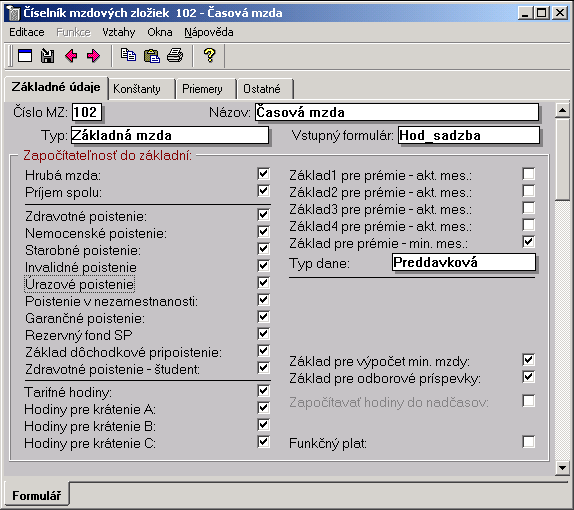 Číselník mzdových zložiek 102 - Časová mzda
Editace Funkce Vztahy Okna Nápověda
Základné údaje Konštanty Priemery Ostatné
Číslo MZ: 102 Názov: Časová mzda
Typ: Základná mzda Vstupný formulár: Hod_sadzba
Započítateľnosť do základní:
Hrubá mzda: Základ1 pre prémie - akt. mes.:
Príjem spolu: Základ2 pre prémie - akt. mes.:
Základ3 pre prémie - akt. mes.:
Zdravotné poistenie:
Základ4 pre prémie - akt. mes.:
Nemocenské poistenie:
Základ pre prémie - min. mes.:
Starobné poistenie:
Invalidné poistenie Typ dane: Preddavková
Úrazové poistenie
Poistenie v nezamestnanosti:
Garančné poistenie:
Rezervný fond SP
Základ dôchodkové pripoistenie:
Základ pre výpočet min. mzdy:
Zdravotné poistenie - študent:
Základ pre odborové príspevky:
Tarifné hodiny:
Započítavať hodiny do nadčasov:
Hodiny pre krátenie A:
Hodiny pre krátenie B:
Hodiny pre krátenie C: Funkčný plat:
Formulář